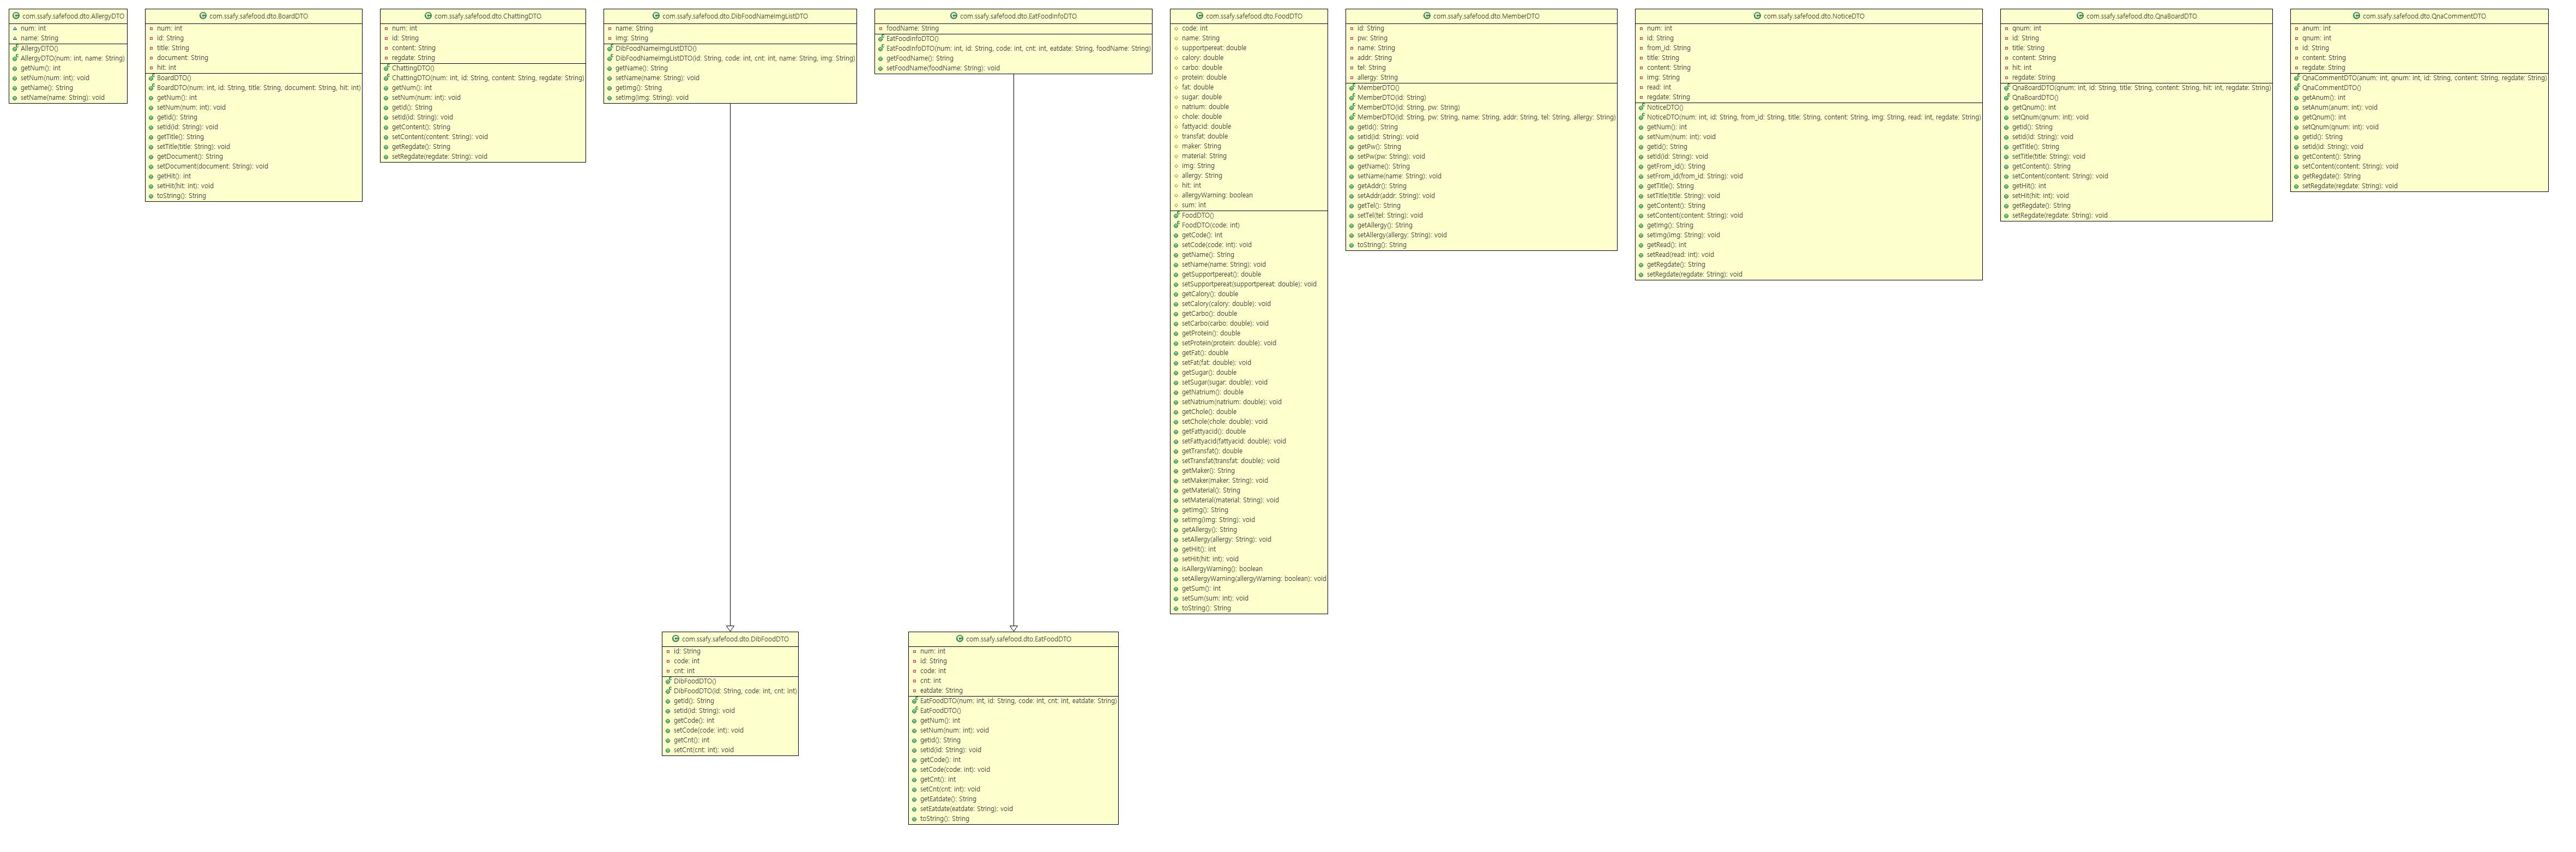 com.ssafy.safefood.dto.AllergyDTO
num: int
name: String
AllergyDTO()
AllergyDTO(num: int, name: String)
getNum(): int
setNum(num: int): void
getName(): String
setName(name: String): void
com.ssafy.safefood.dto.BoardDTO
num: int
id: String
title: String
document: String
hit: int
BoardDTO()
BoardDTO(num: int, id: String, title: String, document: String, hit: int)
getNum(): int
setNum(num: int): void
getId(): String
setId(id: String): void
getTitle(): String
setTitle(title: String): void
getDocument(): String
setDocument(document: String): void
getHit(): int
setHit(hit: int): void
toString(): String
com.ssafy.safefood.dto.ChattingDTO
num: int
id: String
content: String
regdate: String
ChattingDTO()
ChattingDTO(num: int, id: String, content: String, regdate: String)
getNum(): int
setNum(num: int): void
getId(): String
setId(id: String): void
getContent(): String
setContent(content: String): void
getRegdate(): String
setRegdate(regdate: String): void
com.ssafy.safefood.dto.DibFoodNameImgListDTO
name: String
img: String
DibFoodNameImgListDTO()
DibFoodNameImgListDTO(id: String, code: int, cnt: int, name: String, img: String)
getName(): String
setName(name: String): void
getImg(): String
setImg(img: String): void
com.ssafy.safefood.dto.EatFoodInfoDTO
foodName: String
EatFoodInfoDTO()
EatFoodInfoDTO(num: int, id: String, code: int, cnt: int, eatdate: String, foodName: String)
getFoodName(): String
setFoodName(foodName: String): void
com.ssafy.safefood.dto.FoodDTO
code: int
name: String
supportpereat: double
calory: double
carbo: double
protein: double
fat: double
sugar: double
natrium: double
chole: double
fattyacid: double
transfat: double
maker: String
material: String
img: String
allergy: String
hit: int
allergyWarning: boolean
sum: int
FoodDTO()
FoodDTO(code: int)
getCode(): int
setCode(code: int): void
getName(): String
setName(name: String): void
getSupportpereat(): double
setSupportpereat(supportpereat: double): void
getCalory(): double
setCalory(calory: double): void
getCarbo(): double
setCarbo(carbo: double): void
getProtein(): double
setProtein(protein: double): void
getFat(): double
setFat(fat: double): void
getSugar(): double
setSugar(sugar: double): void
getNatrium(): double
setNatrium(natrium: double): void
getChole(): double
setChole(chole: double): void
getFattyacid(): double
setFattyacid(fattyacid: double): void
getTransfat(): double
setTransfat(transfat: double): void
getMaker(): String
setMaker(maker: String): void
getMaterial(): String
setMaterial(material: String): void
getImg(): String
setImg(img: String): void
getAllergy(): String
setAllergy(allergy: String): void
getHit(): int
setHit(hit: int): void
isAllergyWarning(): boolean
setAllergyWarning(allergyWarning: boolean): void
getSum(): int
setSum(sum: int): void
toString(): String
com.ssafy.safefood.dto.MemberDTO
id: String
pw: String
name: String
addr: String
tel: String
allergy: String
MemberDTO()
MemberDTO(id: String)
MemberDTO(id: String, pw: String)
MemberDTO(id: String, pw: String, name: String, addr: String, tel: String, allergy: String)
getId(): String
setId(id: String): void
getPw(): String
setPw(pw: String): void
getName(): String
setName(name: String): void
getAddr(): String
setAddr(addr: String): void
getTel(): String
setTel(tel: String): void
getAllergy(): String
setAllergy(allergy: String): void
toString(): String
com.ssafy.safefood.dto.NoticeDTO
num: int
id: String
from_id: String
title: String
content: String
img: String
read: int
regdate: String
NoticeDTO()
NoticeDTO(num: int, id: String, from_id: String, title: String, content: String, img: String, read: int, regdate: String)
getNum(): int
setNum(num: int): void
getId(): String
setId(id: String): void
getFrom_id(): String
setFrom_id(from_id: String): void
getTitle(): String
setTitle(title: String): void
getContent(): String
setContent(content: String): void
getImg(): String
setImg(img: String): void
getRead(): int
setRead(read: int): void
getRegdate(): String
setRegdate(regdate: String): void
com.ssafy.safefood.dto.QnaBoardDTO
qnum: int
id: String
title: String
content: String
hit: int
regdate: String
QnaBoardDTO(qnum: int, id: String, title: String, content: String, hit: int, regdate: String)
QnaBoardDTO()
getQnum(): int
setQnum(qnum: int): void
getId(): String
setId(id: String): void
getTitle(): String
setTitle(title: String): void
getContent(): String
setContent(content: String): void
getHit(): int
setHit(hit: int): void
getRegdate(): String
setRegdate(regdate: String): void
com.ssafy.safefood.dto.QnaCommentDTO
anum: int
qnum: int
id: String
content: String
regdate: String
QnaCommentDTO(anum: int, qnum: int, id: String, content: String, regdate: String)
QnaCommentDTO()
getAnum(): int
setAnum(anum: int): void
getQnum(): int
setQnum(qnum: int): void
getId(): String
setId(id: String): void
getContent(): String
setContent(content: String): void
getRegdate(): String
setRegdate(regdate: String): void
com.ssafy.safefood.dto.DibFoodDTO
id: String
code: int
cnt: int
DibFoodDTO()
DibFoodDTO(id: String, code: int, cnt: int)
getId(): String
setId(id: String): void
getCode(): int
setCode(code: int): void
getCnt(): int
setCnt(cnt: int): void
com.ssafy.safefood.dto.EatFoodDTO
num: int
id: String
code: int
cnt: int
eatdate: String
EatFoodDTO(num: int, id: String, code: int, cnt: int, eatdate: String)
EatFoodDTO()
getNum(): int
setNum(num: int): void
getId(): String
setId(id: String): void
getCode(): int
setCode(code: int): void
getCnt(): int
setCnt(cnt: int): void
getEatdate(): String
setEatdate(eatdate: String): void
toString(): String